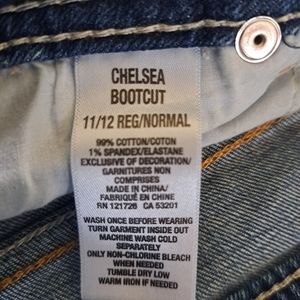 CHELSEA
BOOTCUT
11/12 REG/NORMAL
99% COTTON/COTON
1% SPANDEX/ELASTANE
EXCLUSIVE OF DECORATION/
GARNITURES NON
COMPRISES
MADE IN CHINA/
FABRIQUÉ EN CHINE
RN 121726 CA 53201
WASH ONCE BEFORE WEARING
TURN GARMENT INSIDE OUT
MACHINE WASH COLD
SEPARATELY
ONLY NON-CHLORINE BLEACH
WHEN NEEDED
TUMBLE DRY LOW
WARM IRON IF NEEDED